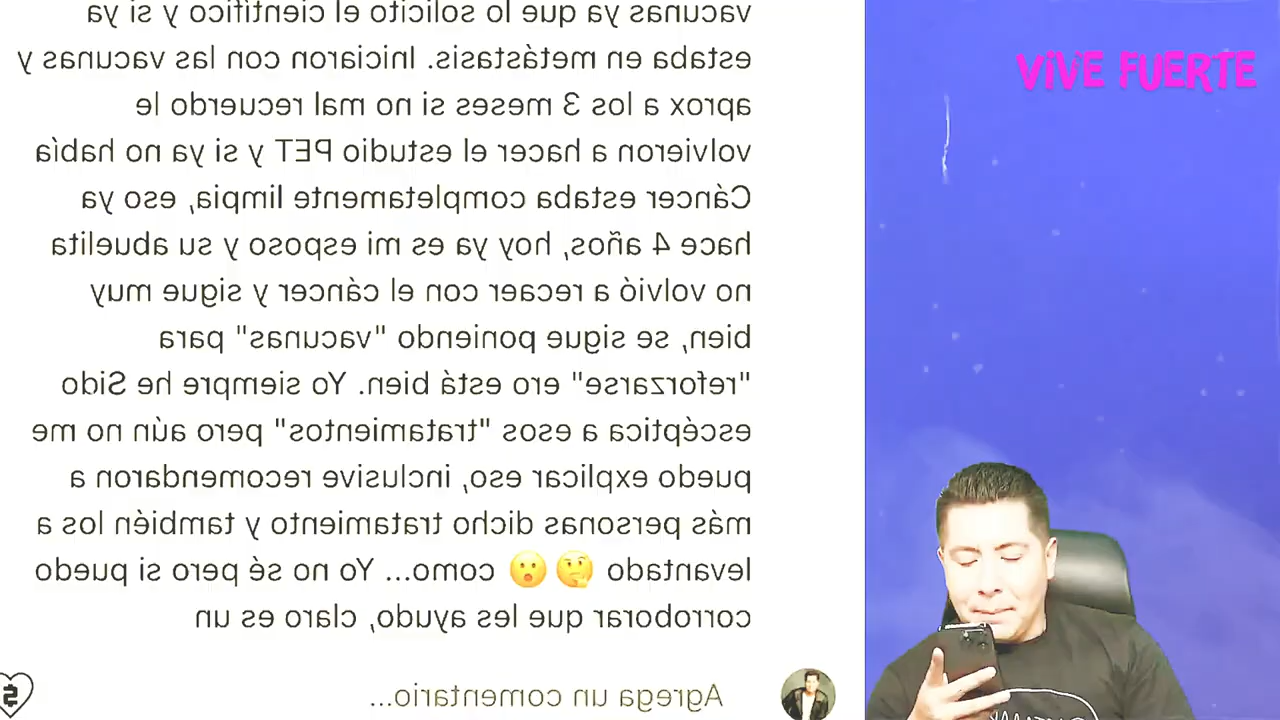 vacunas ya que lo solicito el científico y si ya
estaba en metástasis. Iniciaron con las vacunas y
aprox a los 3 meses si no mal recuerdo le
volvieron a hacer el estudio PET y si ya no había
Cáncer estaba completamente limpia, eso ya
hace 4 años, hoy ya es mi esposo y su abuelita
no volvió a recaer con el cáncer y sigue muy
bien, se sigue poniendo "vacunas" para
"reforzarse" ero está bien. Yo siempre he Sido
escéptica a esos "tratamientos" pero aún no me
puedo explicar eso, inclusive recomendaron a
más personas dicho tratamiento y también los a
levantado 🤔😮 como... Yo no sé pero si puedo
corroborar que les ayudo, claro es un
Agrega un comentario...
$
VIVE FUERTE